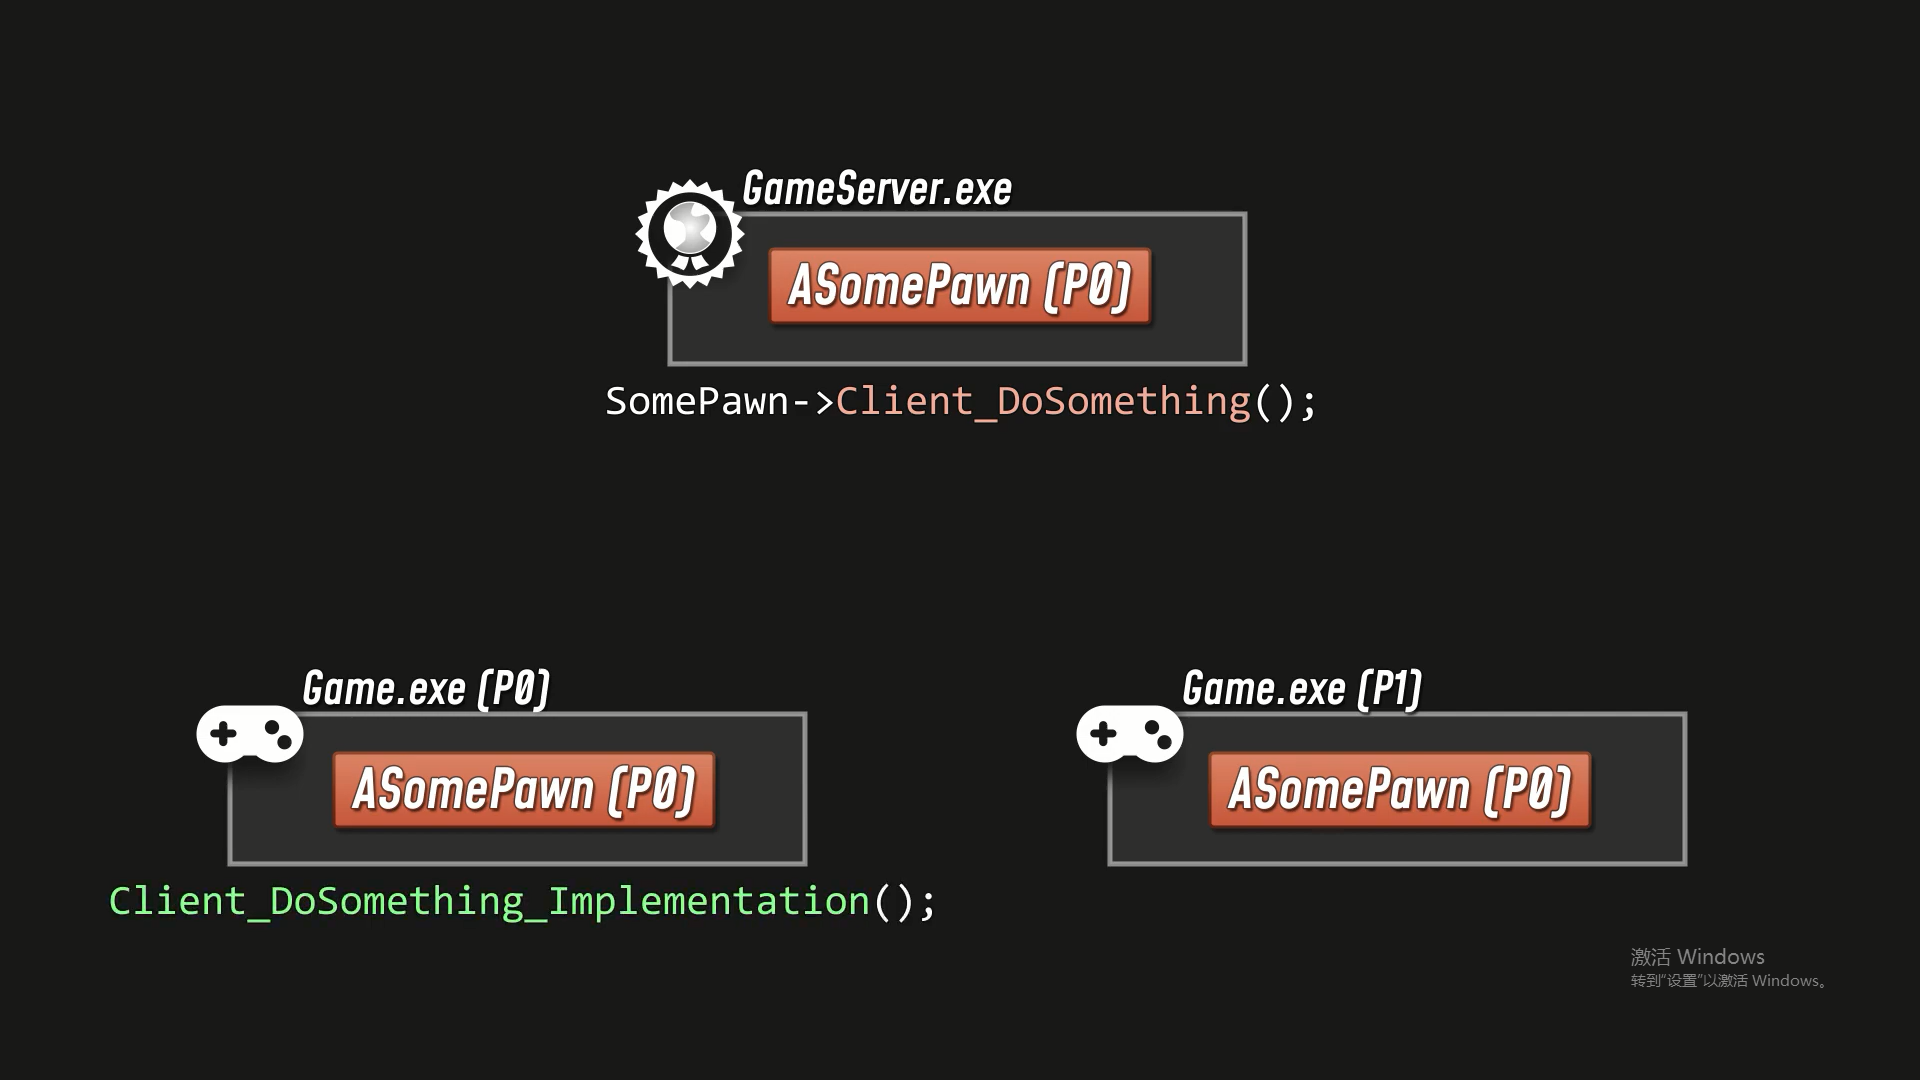 GameServer.exe
ASomePawn (P0)
SomePawn->Client_DoSomething();
Game.exe (P0)
ASomePawn (P0)
Client_DoSomething_Implementation();
Game.exe (P1)
ASomePawn (P0)
激活 Windows
转到“设置”以激活 Windows。